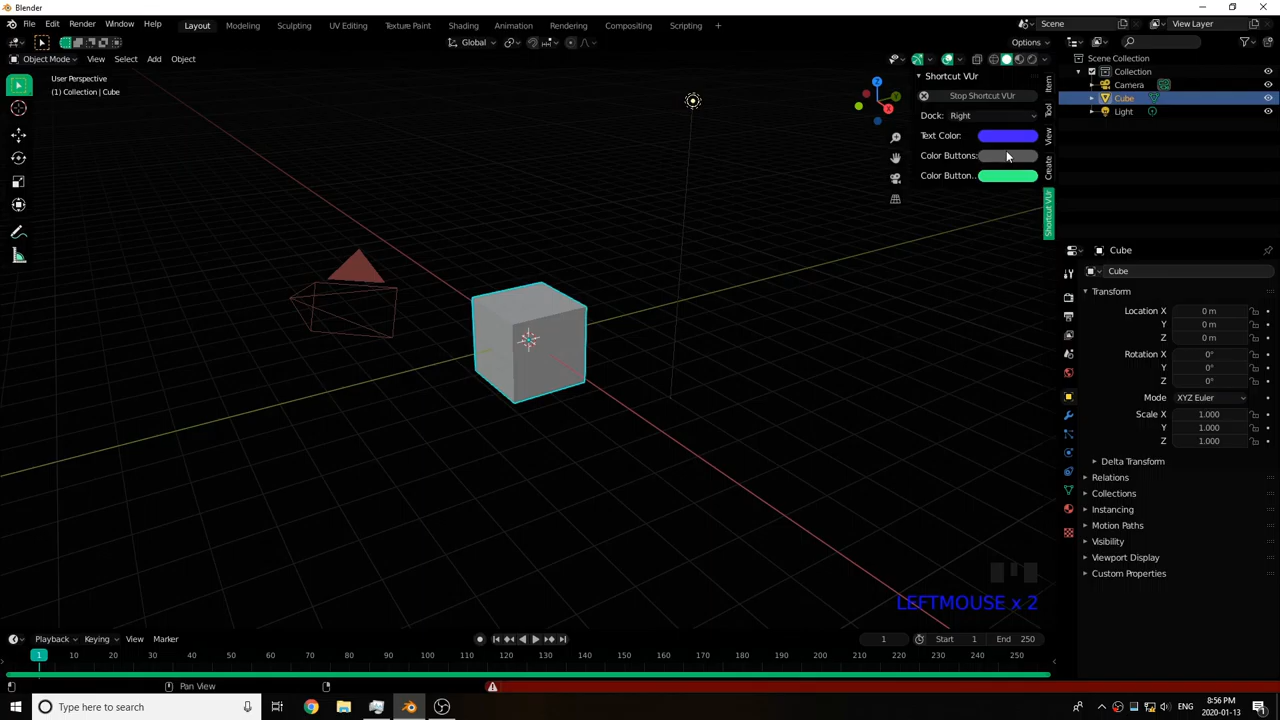 Blender
File Edit Render Window Help Layout Modeling Sculpting UV Editing Texture Paint Shading Animation Rendering Compositing Scripting + Scene View Layer
Global Options
Object Mode View Select Add Object
User Perspective
(1) Collection | Cube
Shortcut VUr
Stop Shortcut VUr
Dock: Right
Text Color:
Color Buttons:
Color Button..
Item
Tool
View
Create
Shortcut VUr
Z
Y
X
LEFTMOUSE x 2
Scene Collection
Collection
Camera
Cube
Light
Cube
Cube
Transform
Location X 0 m
Y 0 m
Z 0 m
Rotation X 0°
Y 0°
Z 0°
Mode XYZ Euler
Scale X 1.000
Y 1.000
Z 1.000
Delta Transform
Relations
Collections
Instancing
Motion Paths
Visibility
Viewport Display
Custom Properties
Playback Keying View Marker 1 Start 1 End 250
1 10 20 30 40 50 60 70 80 90 100 110 120 130 140 150 160 170 180 190 200 210 220 230 240 250
Pan View
Type here to search
ENG
8:56 PM
2020-01-13